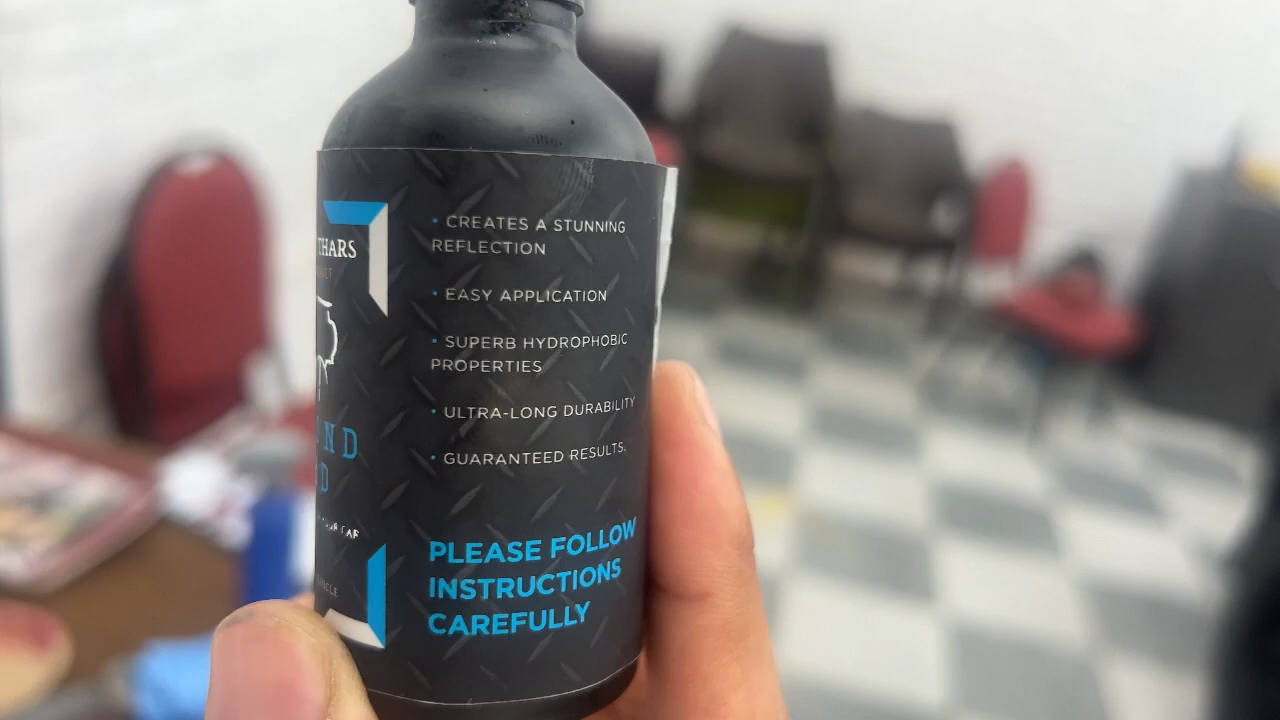 • CREATES A STUNNING
REFLECTION
• EASY APPLICATION
• SUPERB HYDROPHOBIC
PROPERTIES
• ULTRA-LONG DURABILITY
• GUARANTEED RESULTS.
PLEASE FOLLOW
INSTRUCTIONS
CAREFULLY